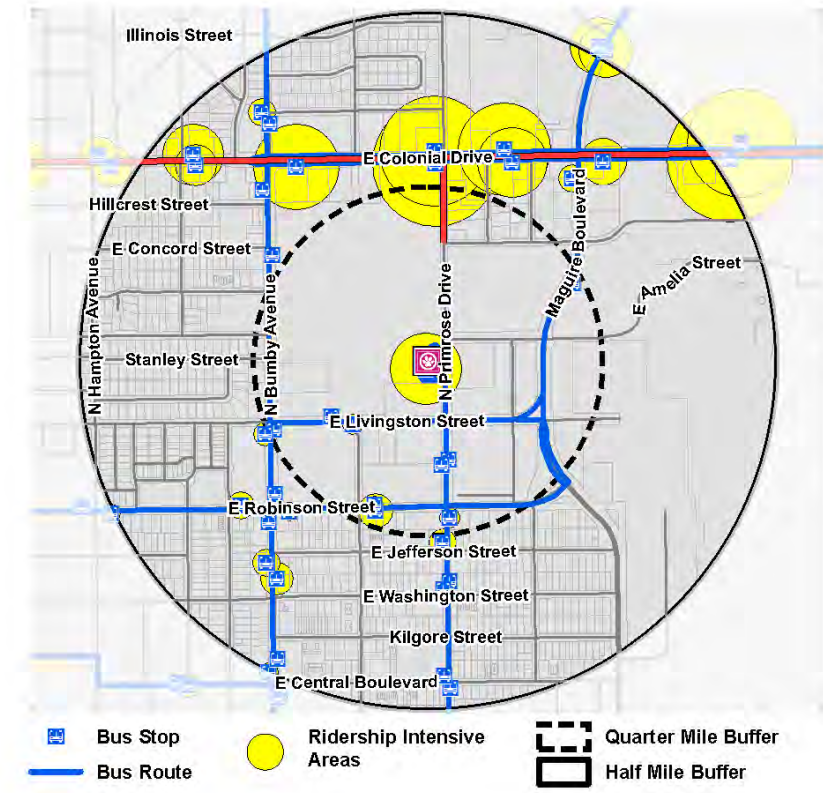 Illinois Street
E Colonial Drive
Hillcrest Street
E Concord Street
N Hampton Avenue
N Bumby Avenue
N Primrose Drive
Maguire Boulevard
E Amelia Street
Stanley Street
E Livingston Street
E Robinson Street
E Jefferson Street
E Washington Street
Kilgore Street
E Central Boulevard
Bus Stop
Bus Route
Ridership Intensive
Areas
Quarter Mile Buffer
Half Mile Buffer